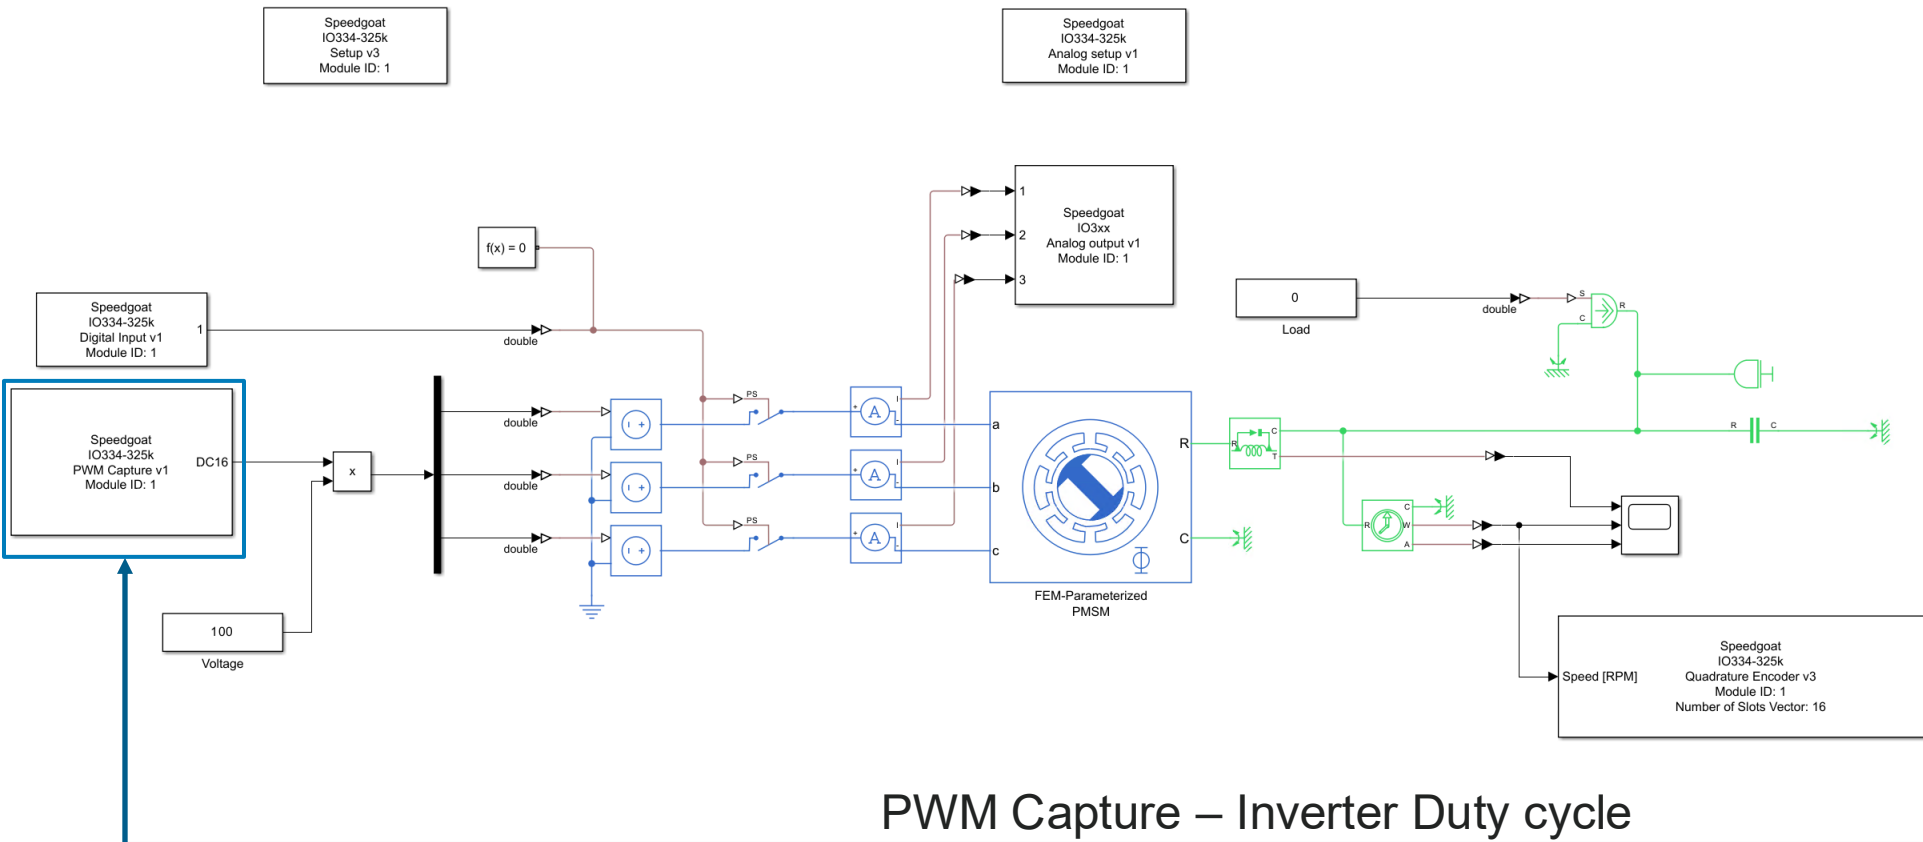 Speedgoat
IO334-325k
Setup v3
Module ID: 1
Speedgoat
IO334-325k
Analog setup v1
Module ID: 1
1
2
3
Speedgoat
IO3xx
Analog output v1
Module ID: 1
f(x) = 0
Speedgoat
IO334-325k
Digital Input v1
Module ID: 1
1
double
0
Load
double
S
C
R
Speedgoat
IO334-325k
PWM Capture v1
Module ID: 1
DC16
x
100
Voltage
double
double
double
PS
PS
PS
A
A
A
I
I
I
a
b
c
R
C
FEM-Parameterized
PMSM
R
C
T
R
C
R
C
W
A
Speed [RPM]
Speedgoat
IO334-325k
Quadrature Encoder v3
Module ID: 1
Number of Slots Vector: 16
PWM Capture – Inverter Duty cycle